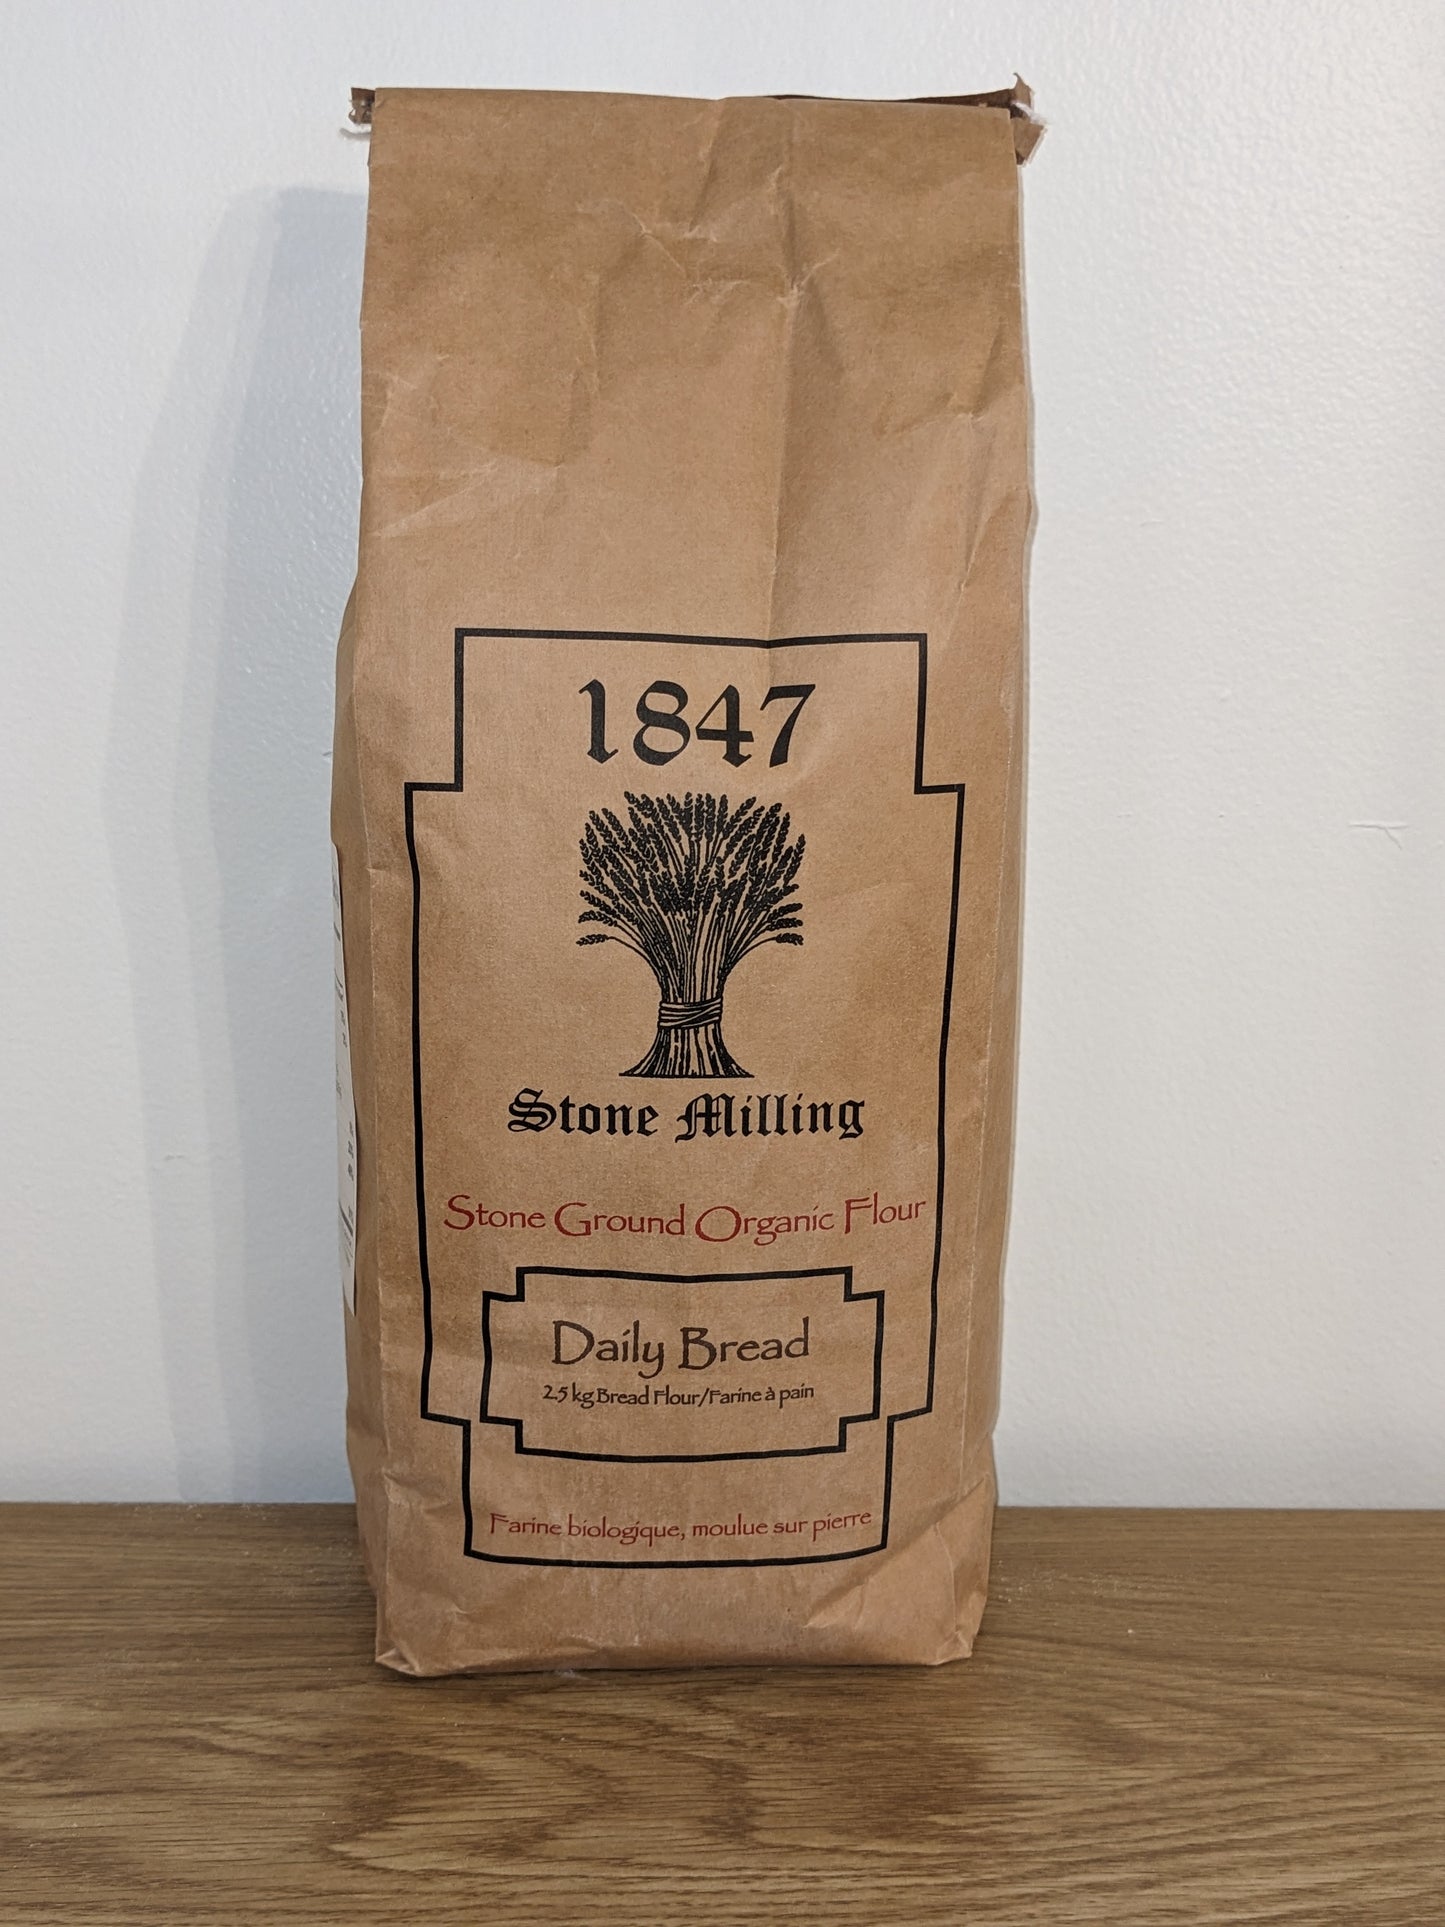 1847
Stone Milling
Stone Ground Organic Flour
Daily Bread
2.5 kg Bread Flour/Farine à pain
Farine biologique, moulue sur pierre